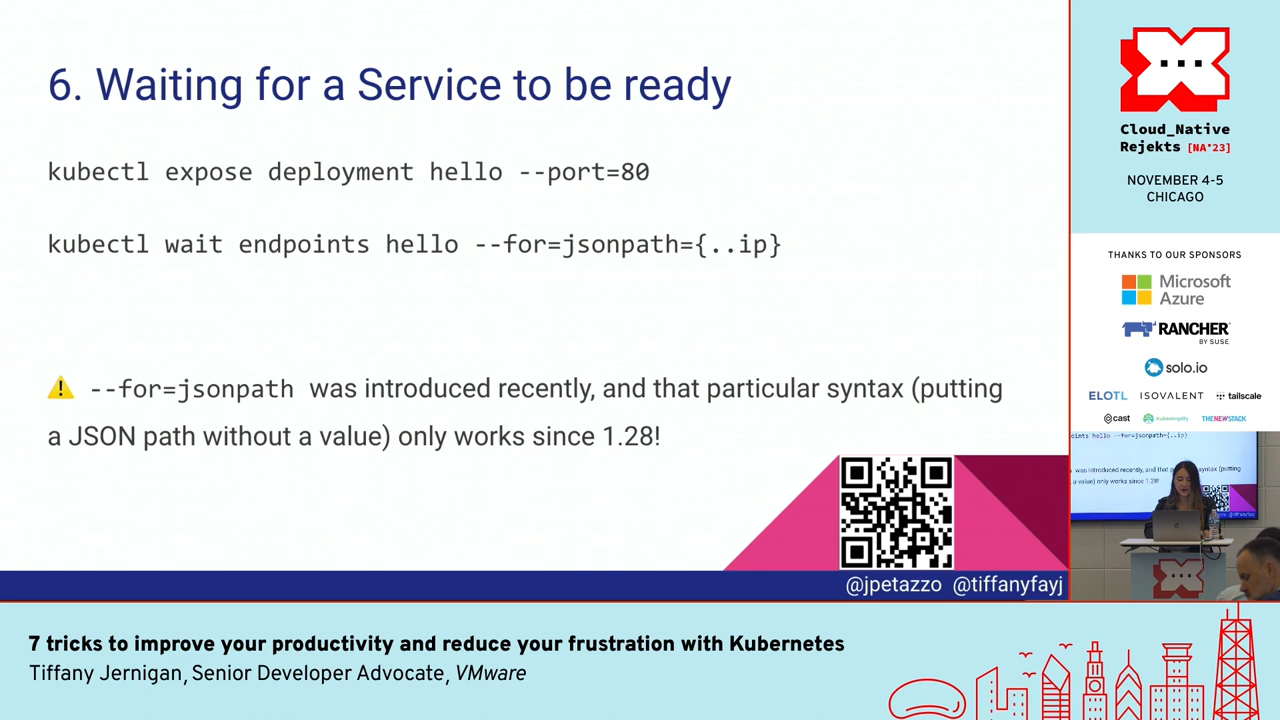 6. Waiting for a Service to be ready
kubectl expose deployment hello --port=80
kubectl wait endpoints hello --for=jsonpath={..ip}
⚠ --for=jsonpath was introduced recently, and that particular syntax (putting
a JSON path without a value) only works since 1.28!
@jpetazzo @tiffanyfayj
Cloud_Native
Rejekts [NA'23]
NOVEMBER 4-5
CHICAGO
THANKS TO OUR SPONSORS
Microsoft
Azure
RANCHER
BY SUSE
solo.io
ELOTL ISOVALENT tailscale
cast Kubesimplify THENEWSTACK
7 tricks to improve your productivity and reduce your frustration with Kubernetes
Tiffany Jernigan, Senior Developer Advocate, VMware